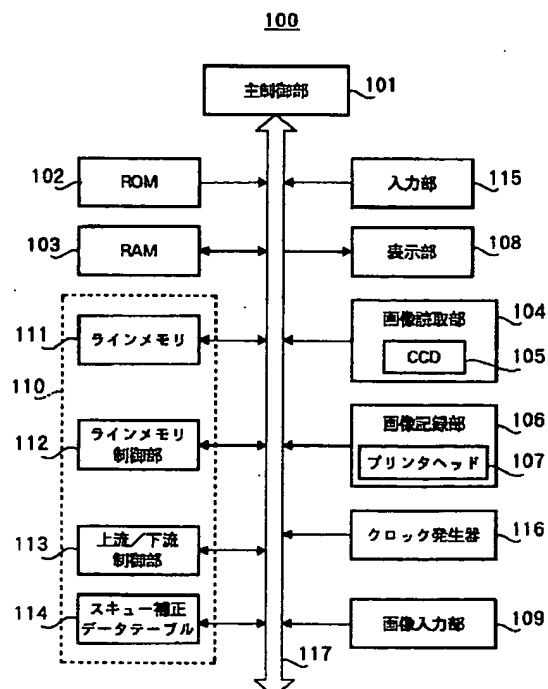 100
主制御部
101
102
ROM
入力部
115
103
RAM
表示部
108
111
ラインメモリ
画像読取部
104
CCD
105
110
112
ラインメモリ
制御部
画像記録部
106
プリンタヘッド
107
113
上流／下流
制御部
クロック発生器
116
114
スキュー補正
データテーブル
画像入力部
109
117